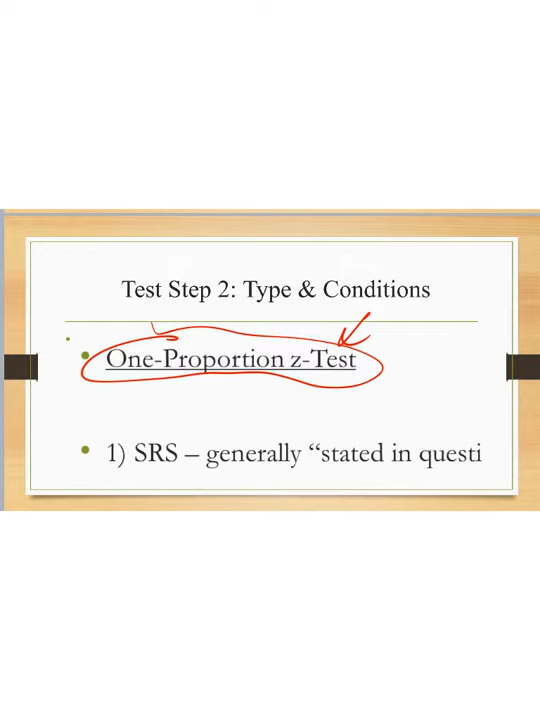 Test Step 2: Type & Conditions
• One-Proportion z-Test
• 1) SRS – generally “stated in questi